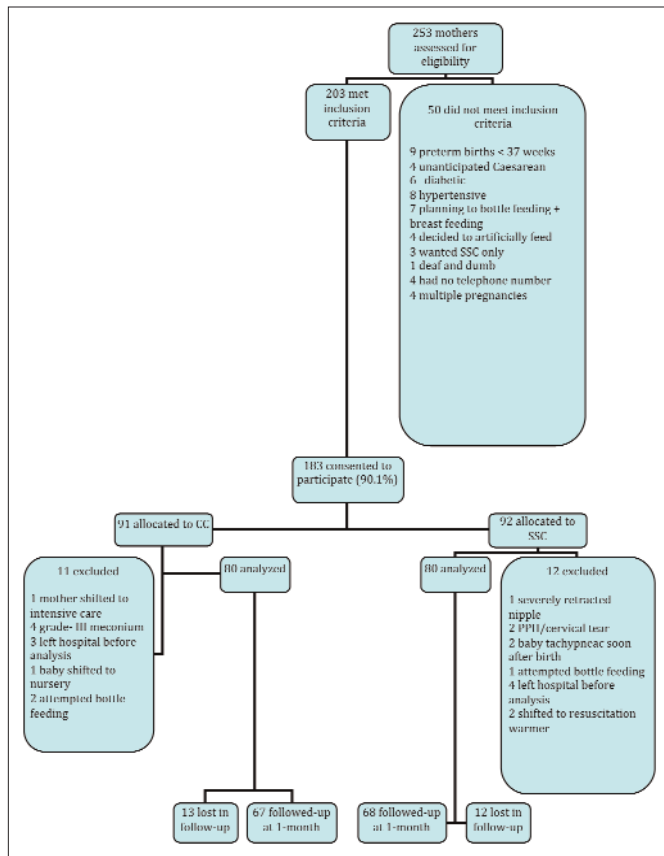 253 mothers
assessed for
eligibility
203 met
inclusion
criteria
50 did not meet inclusion
criteria
9 preterm births < 37 weeks
4 unanticipated Caesarean
6 diabetic
8 hypertensive
7 planning to bottle feeding +
breast feeding
4 decided to artificially feed
3 wanted SSC only
1 deaf and dumb
4 had no telephone number
4 multiple pregnancies
183 consented to
participate (90.1%)
91 allocated to CC
92 allocated to
SSC
11 excluded
1 mother shifted to
intensive care
4 grade- III meconium
3 left hospital before
analysis
1 baby shifted to
nursery
2 attempted bottle
feeding
80 analyzed
80 analyzed
12 excluded
1 severely retracted
nipple
2 PPH/cervical tear
2 baby tachypneac soon
after birth
1 attempted bottle feeding
4 left hospital before
analysis
2 shifted to resuscitation
warmer
13 lost in
follow-up
67 followed-up
at 1-month
68 followed-up
at 1-month
12 lost in
follow-up